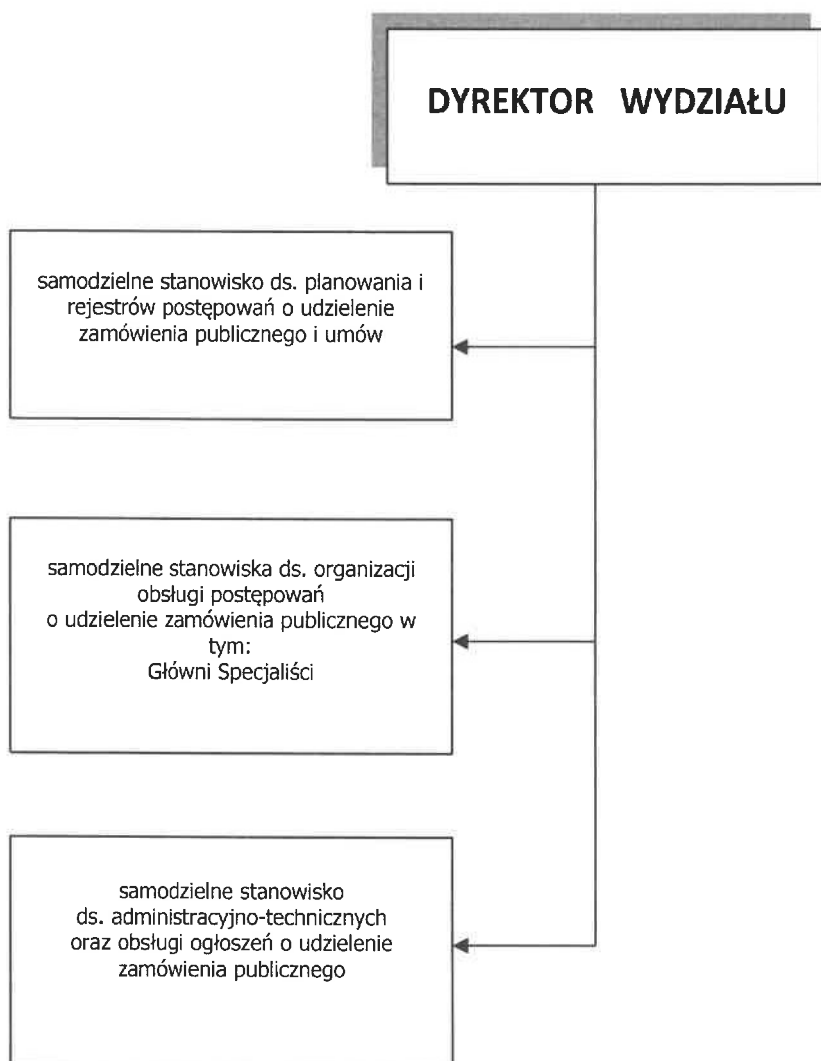 DYREKTOR WYDZIAŁU
samodzielne stanowisko ds. planowania i
rejestrów postępowań o udzielenie
zamówienia publicznego i umów
samodzielne stanowiska ds. organizacji
obsługi postępowań
o udzielenie zamówienia publicznego w
tym:
Główni Specjaliści
samodzielne stanowisko
ds. administracyjno-technicznych
oraz obsługi ogłoszeń o udzielenie
zamówienia publicznego